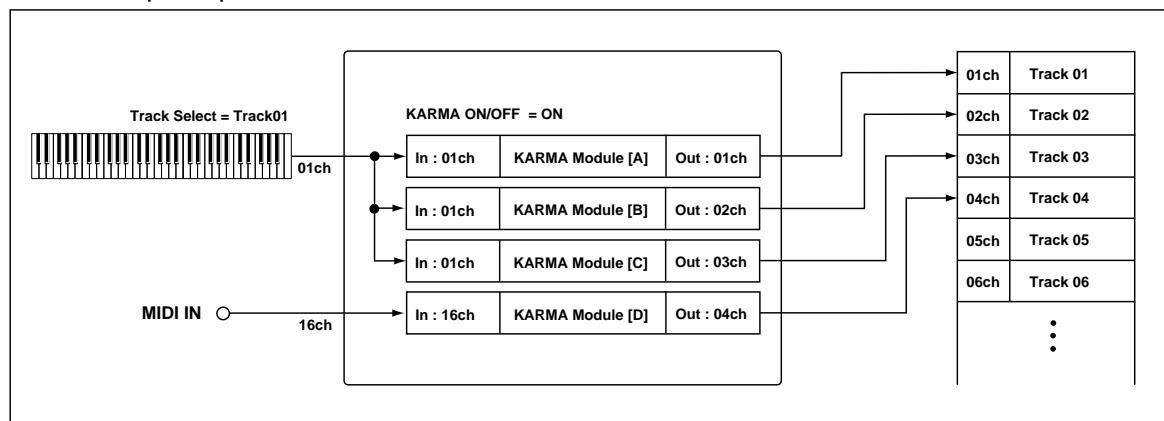 Track Select = Track01
01ch
MIDI IN
16ch
KARMA ON/OFF = ON
In : 01ch KARMA Module [A] Out : 01ch
In : 01ch KARMA Module [B] Out : 02ch
In : 01ch KARMA Module [C] Out : 03ch
In : 16ch KARMA Module [D] Out : 04ch
01ch Track 01
02ch Track 02
03ch Track 03
04ch Track 04
05ch Track 05
06ch Track 06